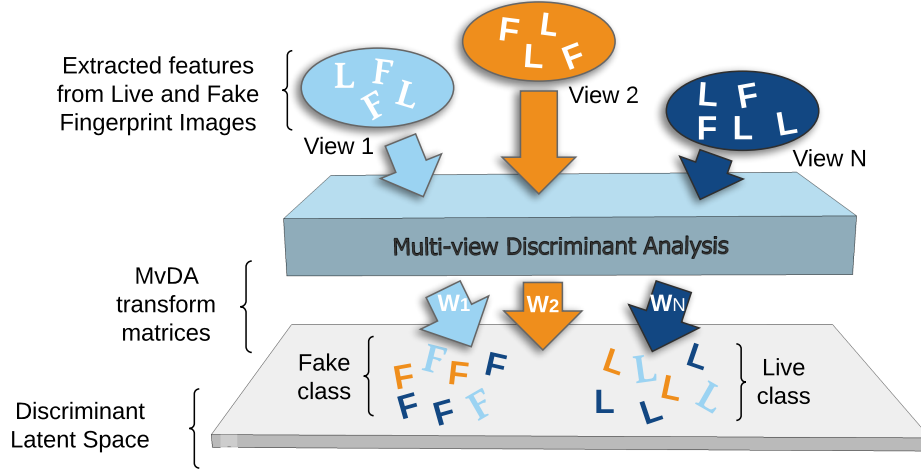 Extracted features
from Live and Fake
Fingerprint Images
L F F L
View 1
F L L F
View 2
L F F L L
View N
Multi-view Discriminant Analysis
MvDA
transform
matrices
W1
W2
WN
Fake
class
F F F F
F F F
L L L L
L L L
Live
class
Discriminant
Latent Space